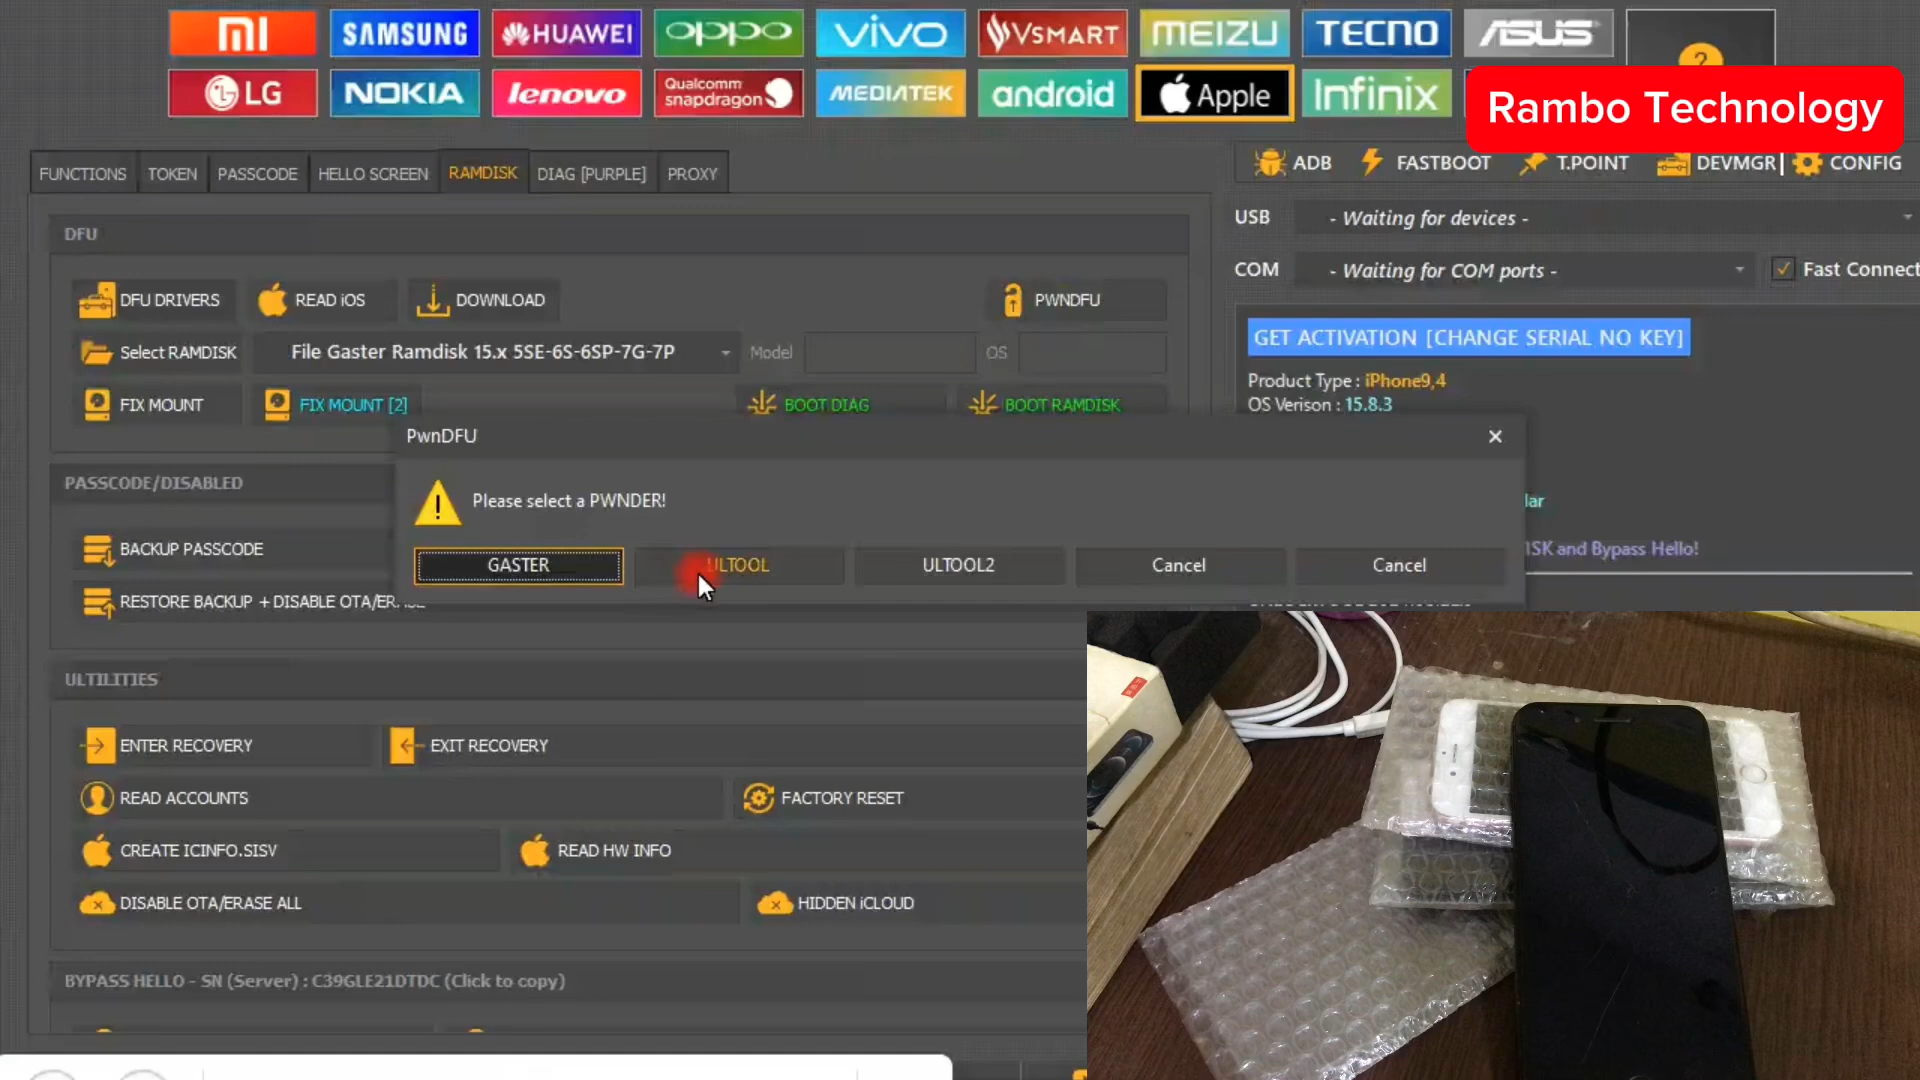 MI
SAMSUNG
HUAWEI
oppo
vivo
VSMART
MEIZU
TECNO
ASUS
?
LG
NOKIA
lenovo
Qualcomm
snapdragon
MEDIATEK
android
Apple
Infinix
Rambo Technology
FUNCTIONS
TOKEN
PASSCODE
HELLO SCREEN
RAMDISK
DIAG [PURPLE]
PROXY
ADB
FASTBOOT
T.POINT
DEVMGR
CONFIG
USB
- Waiting for devices -
COM
- Waiting for COM ports -
Fast Connect
DFU
DFU DRIVERS
READ iOS
DOWNLOAD
PWNDFU
Select RAMDISK
File Gaster Ramdisk 15.x 5SE-6S-6SP-7G-7P
Model
OS
FIX MOUNT
FIX MOUNT [2]
BOOT DIAG
BOOT RAMDISK
GET ACTIVATION [CHANGE SERIAL NO KEY]
Product Type : iPhone9,4
OS Verison : 15.8.3
lar
ISK and Bypass Hello!
PwnDFU
Please select a PWNDER!
GASTER
ULTOOL
ULTOOL2
Cancel
Cancel
PASSCODE/DISABLED
BACKUP PASSCODE
RESTORE BACKUP + DISABLE OTA/ERASE
ULTILITIES
ENTER RECOVERY
EXIT RECOVERY
READ ACCOUNTS
FACTORY RESET
CREATE ICINFO.SISV
READ HW INFO
DISABLE OTA/ERASE ALL
HIDDEN iCLOUD
BYPASS HELLO - SN (Server) : C39GLE21DTDC (Click to copy)